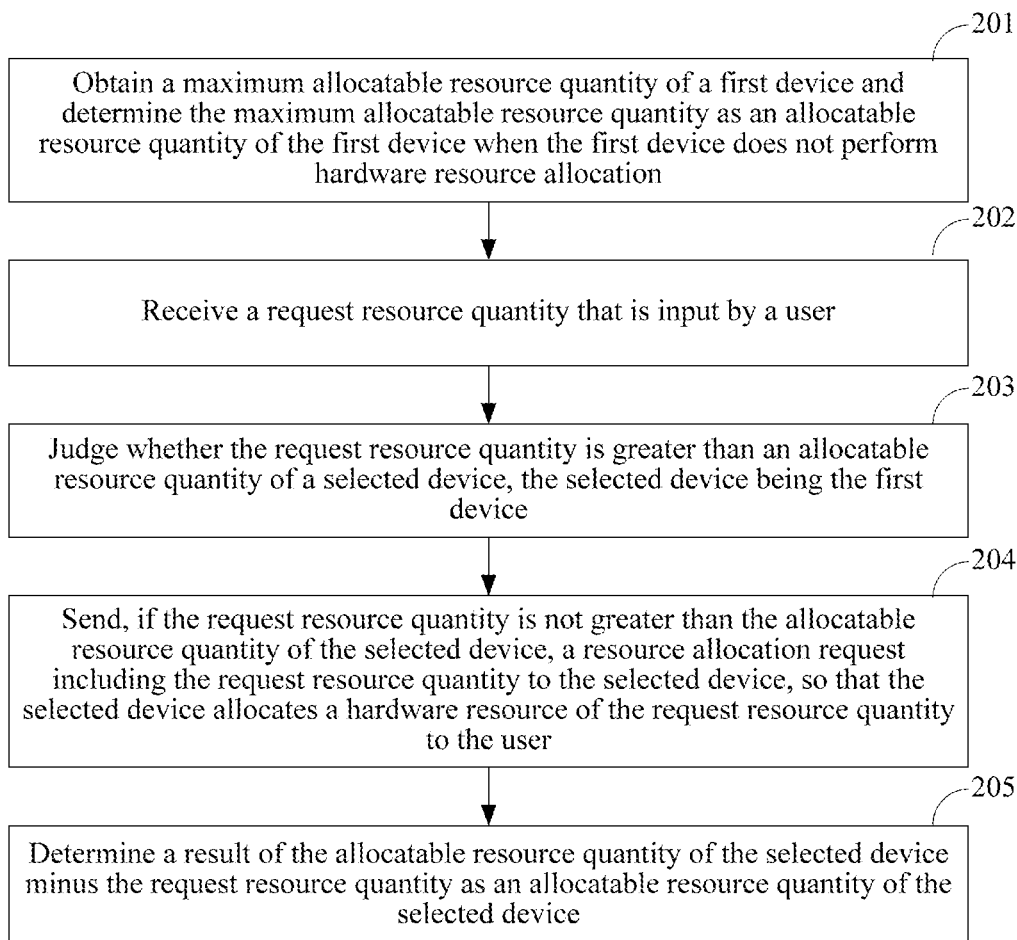 201
Obtain a maximum allocatable resource quantity of a first device and
determine the maximum allocatable resource quantity as an allocatable
resource quantity of the first device when the first device does not perform
hardware resource allocation
202
Receive a request resource quantity that is input by a user
203
Judge whether the request resource quantity is greater than an allocatable
resource quantity of a selected device, the selected device being the first
device
204
Send, if the request resource quantity is not greater than the allocatable
resource quantity of the selected device, a resource allocation request
including the request resource quantity to the selected device, so that the
selected device allocates a hardware resource of the request resource quantity
to the user
205
Determine a result of the allocatable resource quantity of the selected device
minus the request resource quantity as an allocatable resource quantity of the
selected device